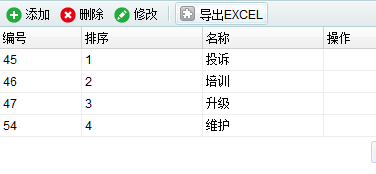 添加 删除 修改 导出EXCEL
编号 排序 名称 操作
45 1 投诉
46 2 培训
47 3 升级
54 4 维护